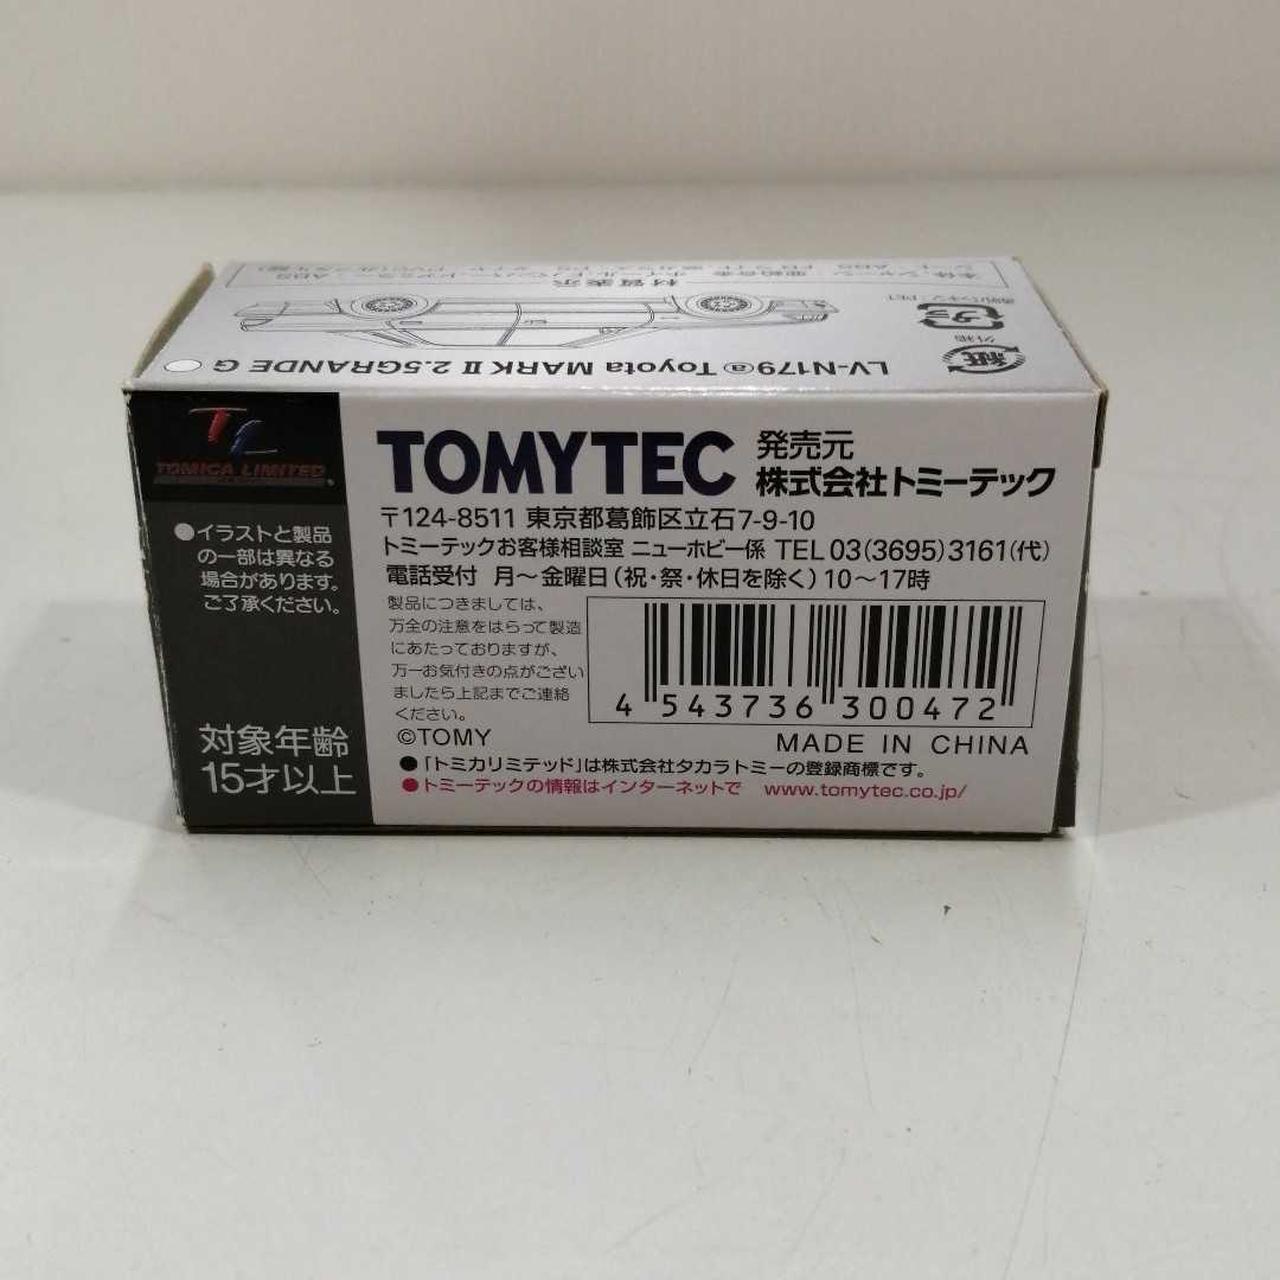 LV-N179ⓐ Toyota MARK II 2.5GRANDE G
材質表示
紙
外箱
プラ
TOMICA LIMITED
●イラストと製品
の一部は異なる
場合があります。
ご了承ください。
対象年齢
15才以上
TOMYTEC
発売元
株式会社トミーテック
〒124-8511 東京都葛飾区立石7-9-10
トミーテックお客様相談室 ニューホビー係 TEL 03(3695)3161(代)
電話受付 月～金曜日(祝・祭・休日を除く)10～17時
製品につきましては、
万全の注意をはらって製造
にあたっておりますが、
万一お気付きの点がござい
ましたら上記までご連絡
ください。
4 543736 300472
©TOMY
MADE IN CHINA
●「トミカリミテッド」は株式会社タカラトミーの登録商標です。
●トミーテックの情報はインターネットで www.tomytec.co.jp/